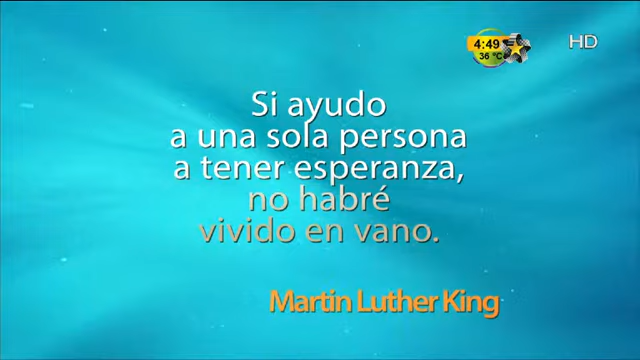 4:49
36 °C
HD
Si ayudo
a una sola persona
a tener esperanza,
no habré
vivido en vano.
Martin Luther King